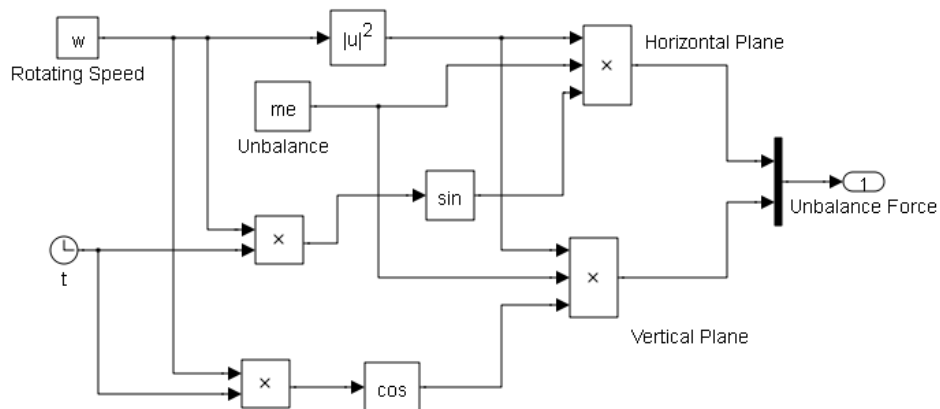 w
Rotating Speed
|u|²
×
Horizontal Plane
me
Unbalance
sin
×
1
Unbalance Force
t
×
Vertical Plane
×
cos